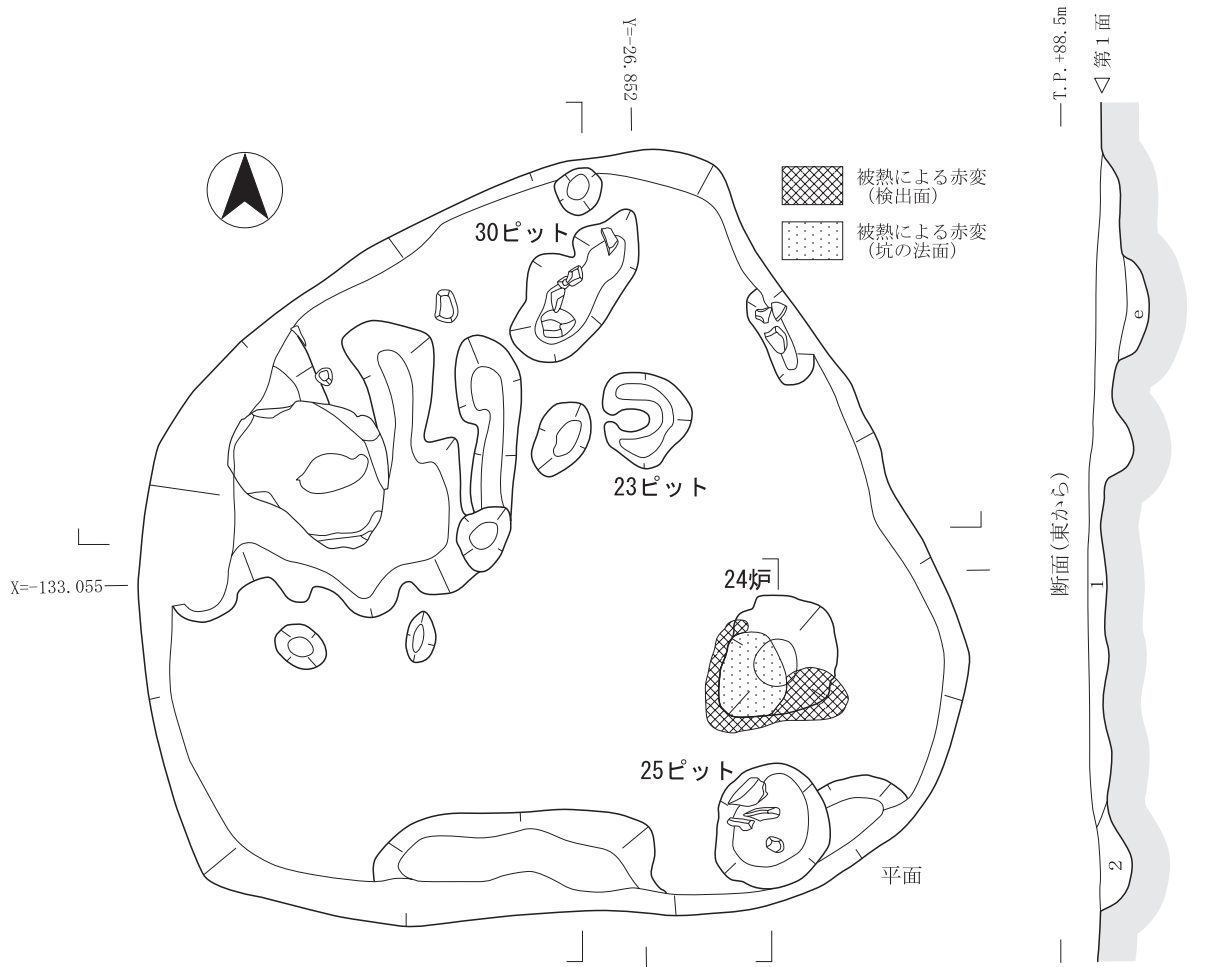 Y=-26.852
T.P.+88.5m
◁ 第1面
被熱による赤変
（検出面）
被熱による赤変
（坑の法面）
30ピット
23ピット
24炉
X=-133.055
25ピット
平面
断面(東から)
e
1
2